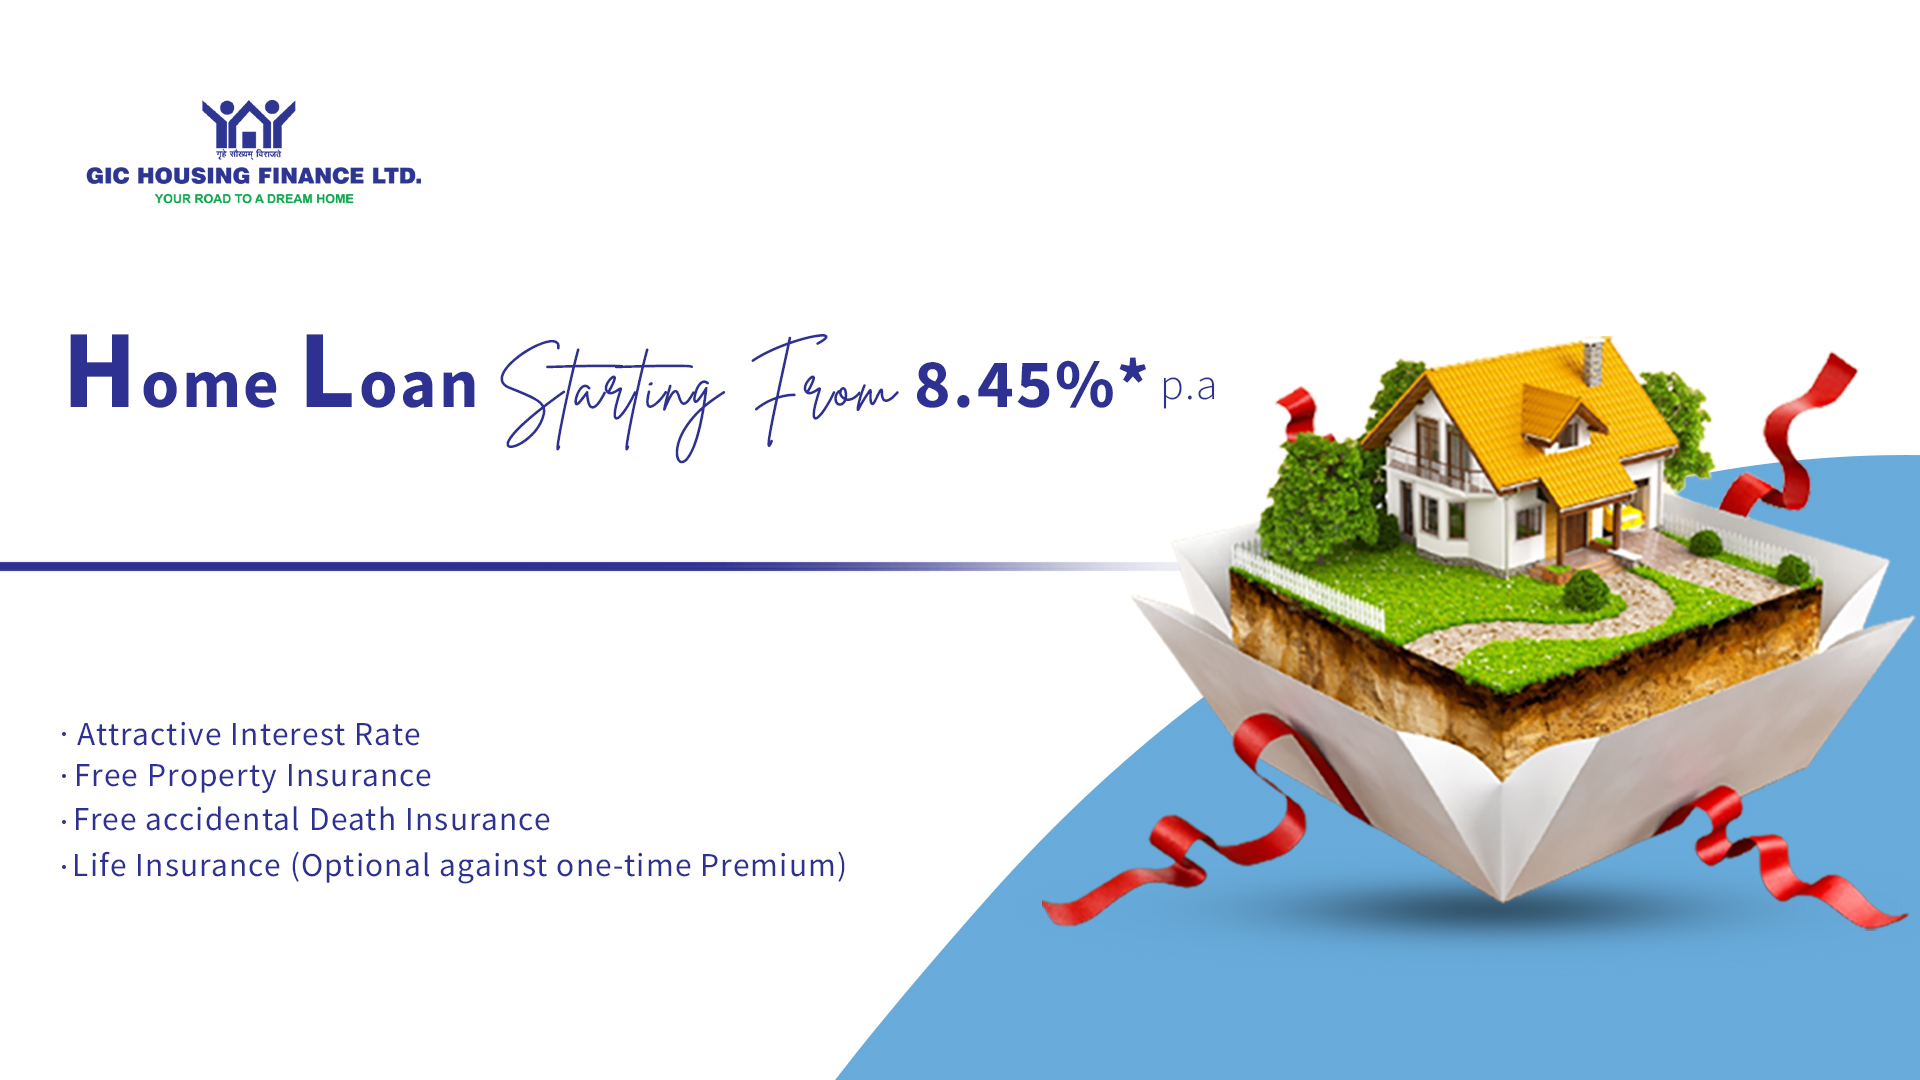 गृहे सौख्यम् विराजते
GIC HOUSING FINANCE LTD.
YOUR ROAD TO A DREAM HOME
Home Loan Starting From 8.45%* p.a
· Attractive Interest Rate
· Free Property Insurance
· Free accidental Death Insurance
· Life Insurance (Optional against one-time Premium)